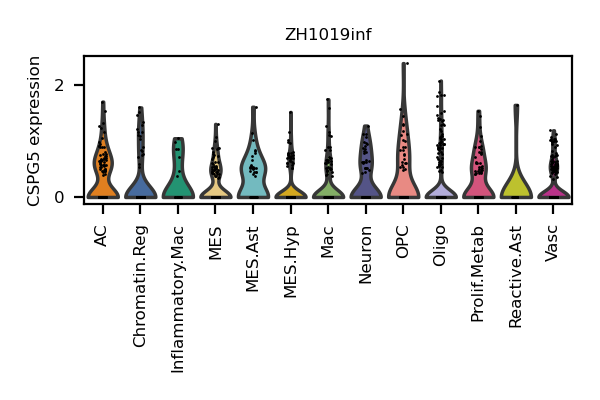 ZH1019inf
CSPG5 expression
2
0
AC
Chromatin.Reg
Inflammatory.Mac
MES
MES.Ast
MES.Hyp
Mac
Neuron
OPC
Oligo
Prolif.Metab
Reactive.Ast
Vasc